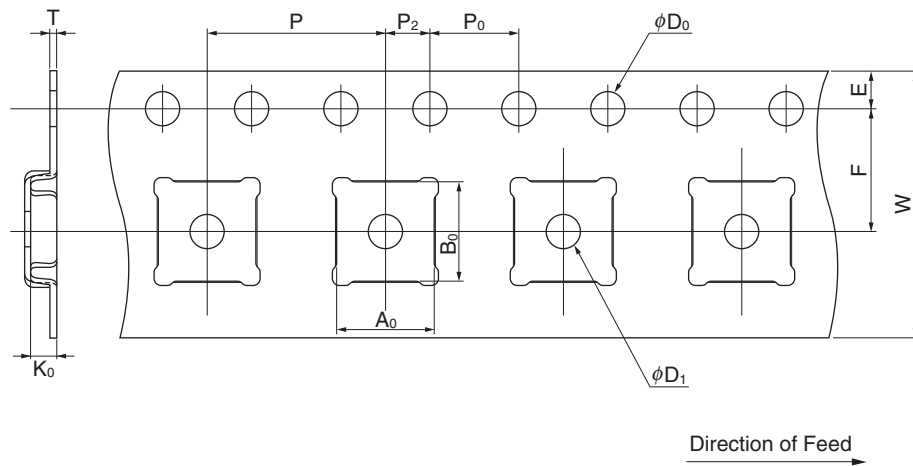 T
P
P2
P0
φD0
E
F
W
B0
A0
K0
φD1
Direction of Feed